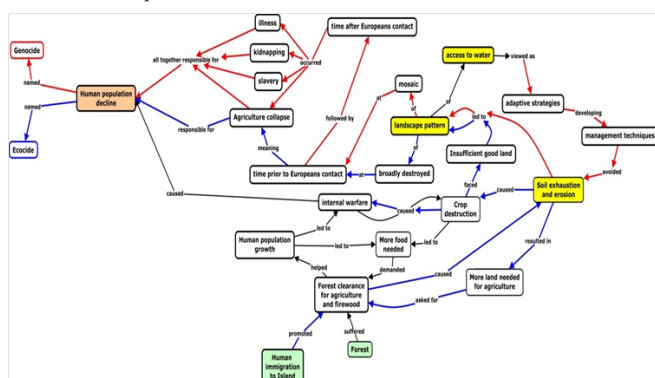 illness
time after Europeans contact
Genocide
kidnapping
access to water
viewed as
all together responsible for
occurred
named
slavery
mosaic
adaptive strategies
Human population
decline
at
of
of
developing
named
Agriculture collapse
followed by
landscape pattern
led to
management techniques
responsible for
meaning
of
Ecocide
time prior to Europeans contact
at
broadly destroyed
Insufficient good land
avoided
faced
Soil exhaustion
and erosion
caused
internal warfare
caused
Crop
destruction
caused
led to
Human population
growth
led to
More food
needed
led to
resulted in
helped
demanded
caused
More land needed
for agriculture
Forest clearance
for agriculture
and firewood
asked for
promoted
suffered
Forest
Human
immigration
to Island